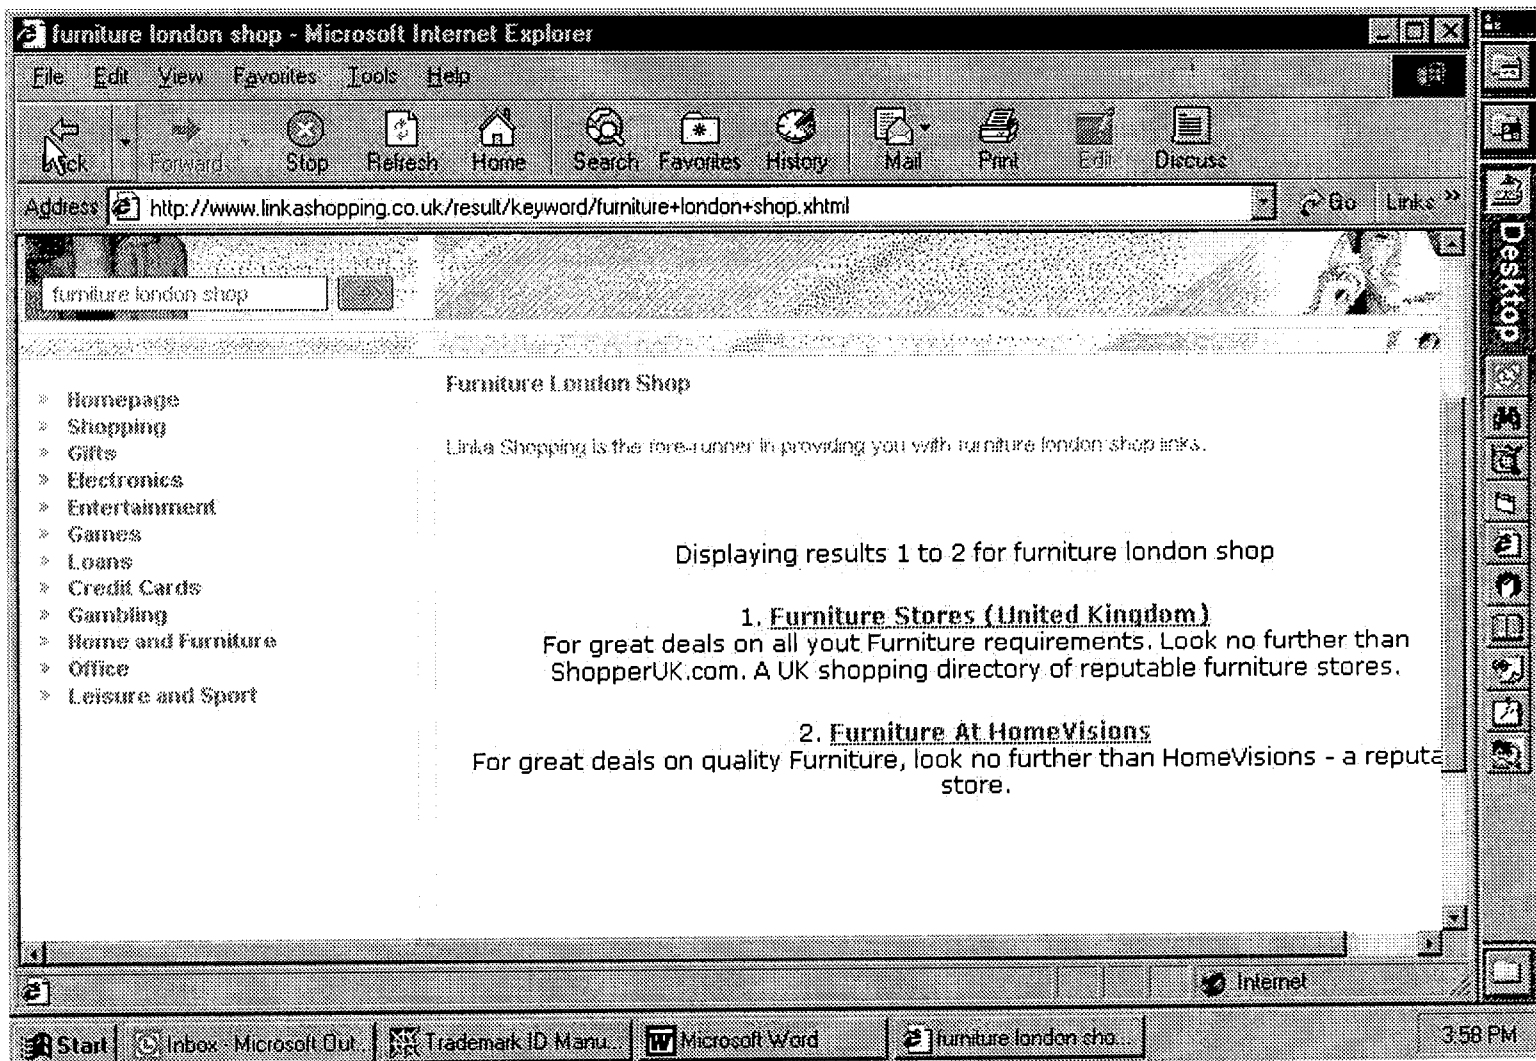 furniture london shop - Microsoft Internet Explorer
File Edit View Favorites Tools Help
Back Forward Stop Refresh Home Search Favorites History Mail Print Edit Discuss
Address http://www.linkashopping.co.uk/result/keyword/furniture+london+shop.xhtml Go Links »
Desktop
furniture london shop
Furniture London Shop
Linka Shopping is the fore-runner in providing you with furniture london shop links.
» Homepage
» Shopping
» Gifts
» Electronics
» Entertainment
» Games
» Loans
» Credit Cards
» Gambling
» Home and Furniture
» Office
» Leisure and Sport
Displaying results 1 to 2 for furniture london shop
1. Furniture Stores (United Kingdom)
For great deals on all yout Furniture requirements. Look no further than
ShopperUK.com. A UK shopping directory of reputable furniture stores.
2. Furniture At HomeVisions
For great deals on quality Furniture, look no further than HomeVisions - a reputa
store.
Internet
Start Inbox - Microsoft Out... Trademark ID Manu... Microsoft Word furniture london sho... 3:58 PM